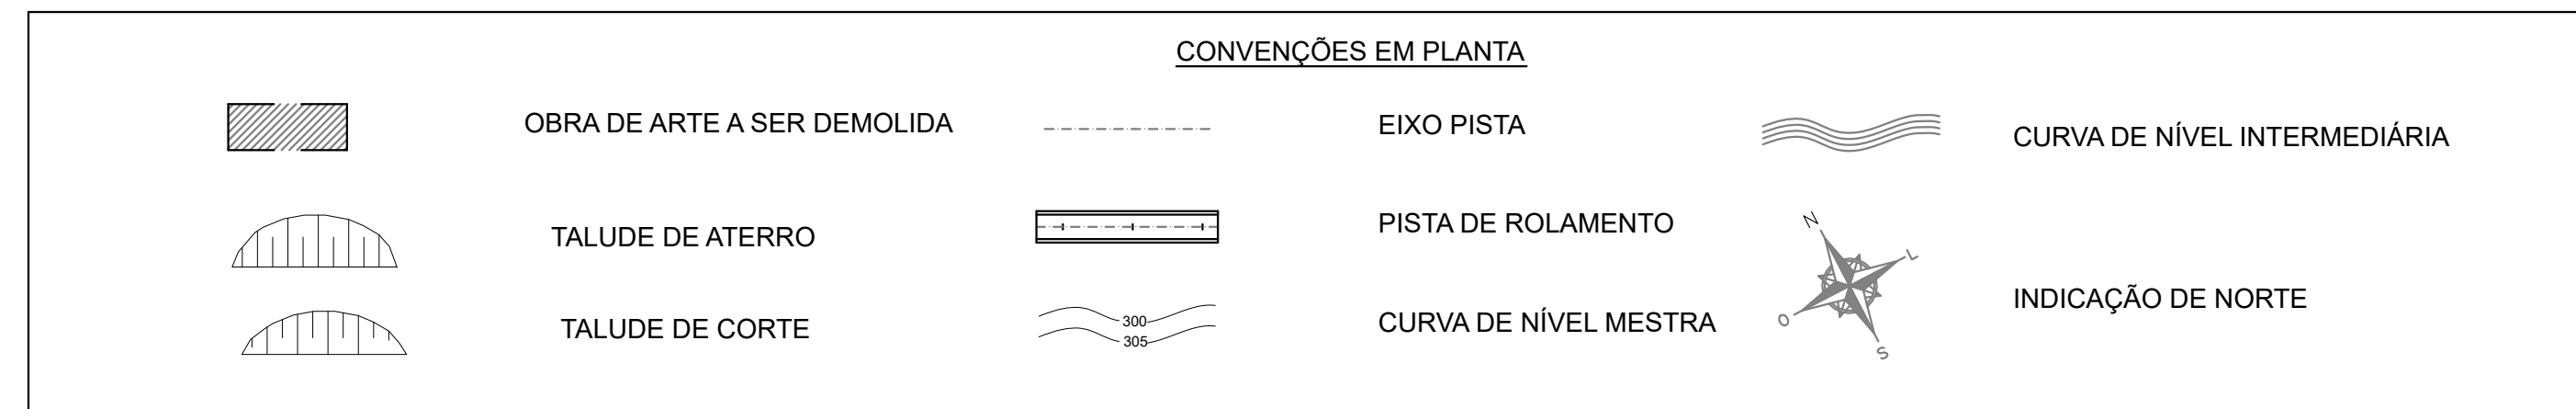 CONVENÇÕES EM PLANTA
OBRA DE ARTE A SER DEMOLIDA
EIXO PISTA
CURVA DE NÍVEL INTERMEDIÁRIA
TALUDE DE ATERRO
PISTA DE ROLAMENTO
N
L
O
S
INDICAÇÃO DE NORTE
TALUDE DE CORTE
300
305
CURVA DE NÍVEL MESTRA